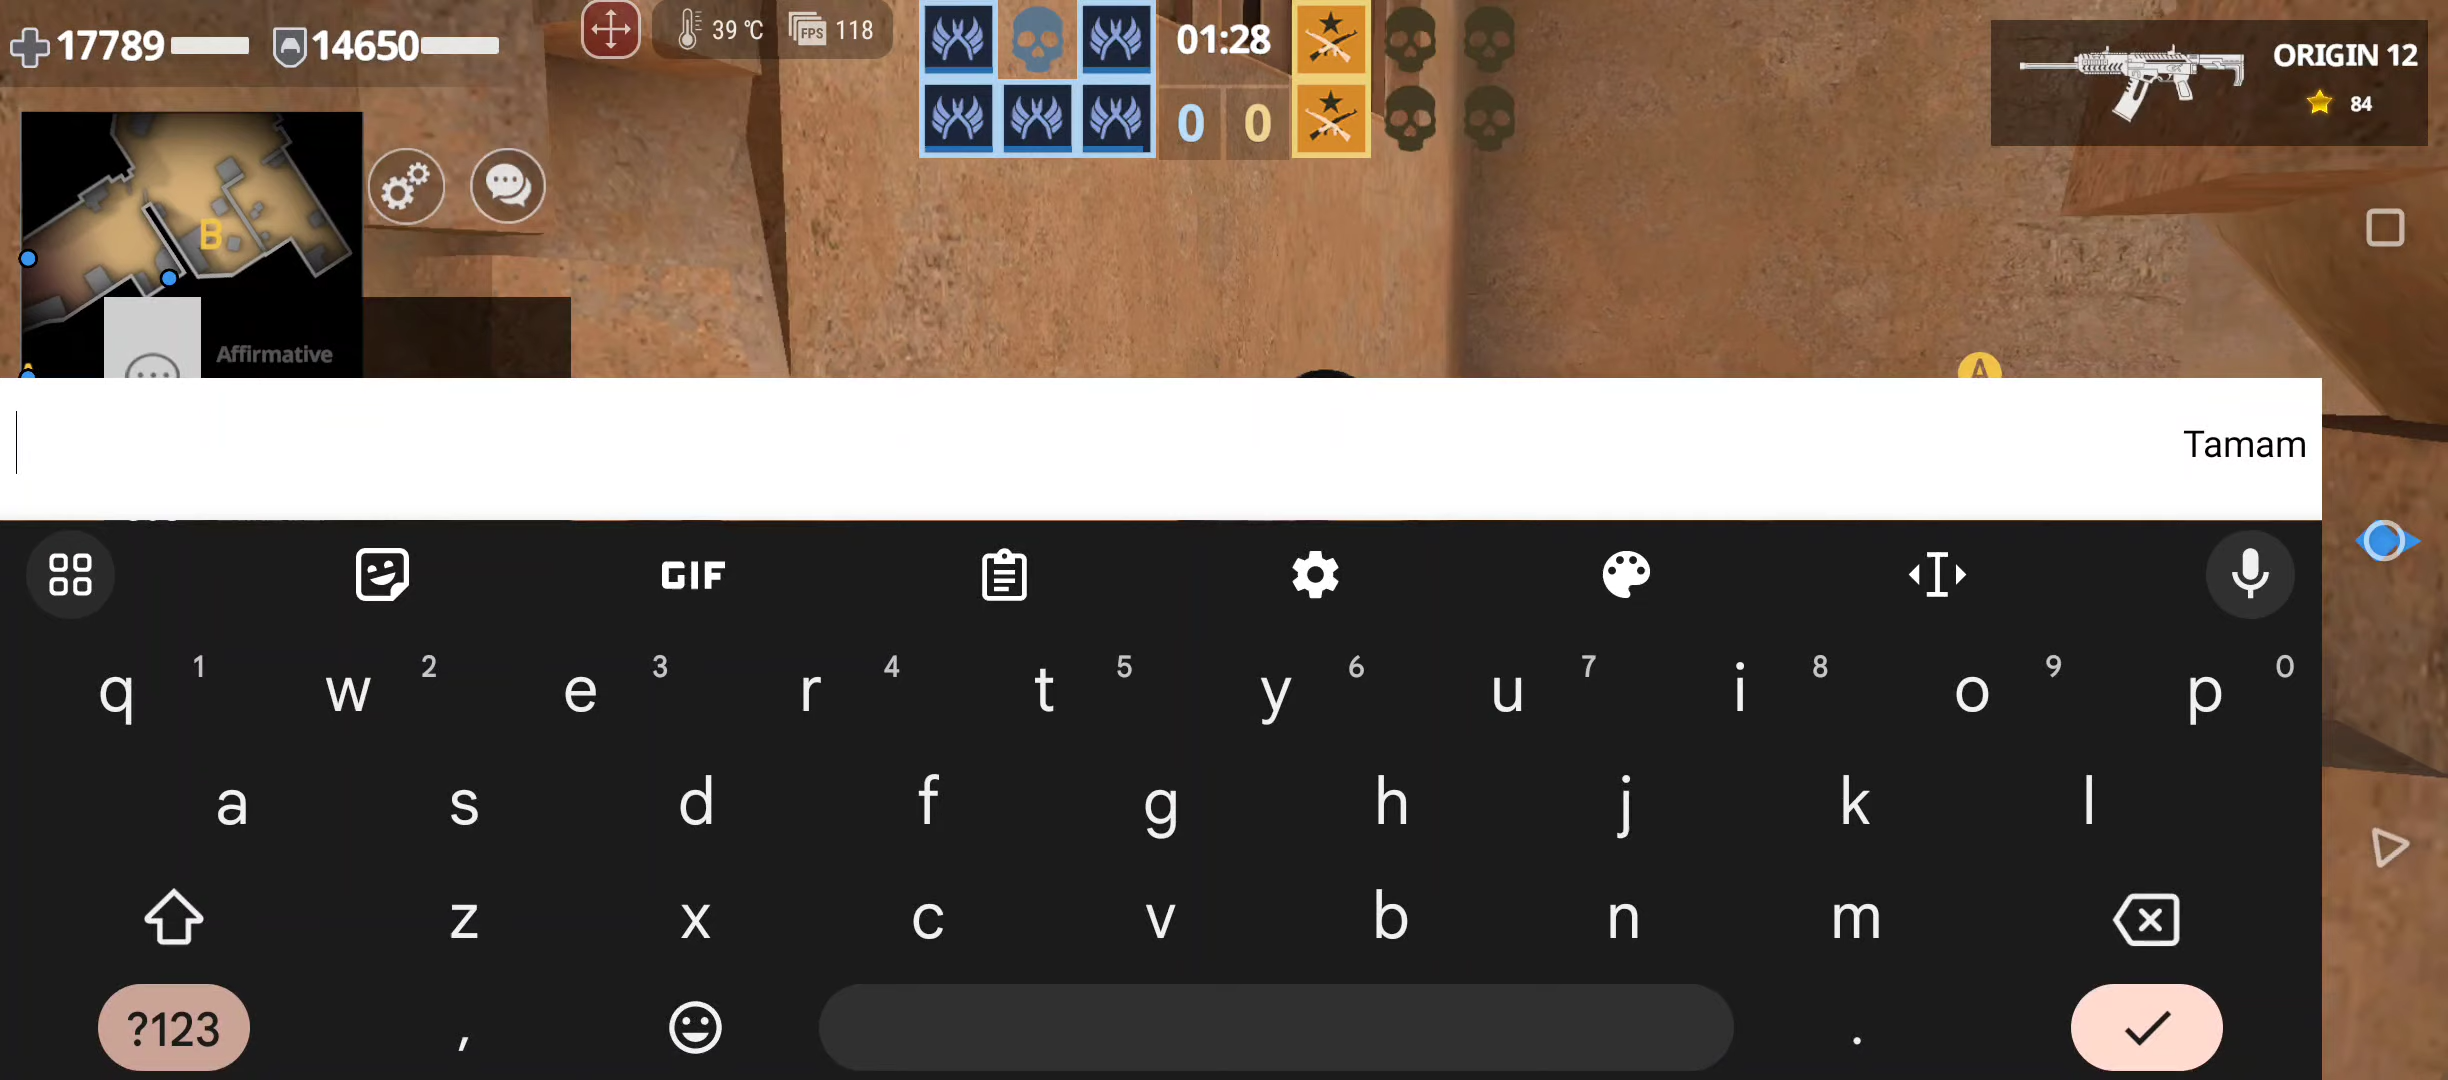 17789 14650
39 °C FPS 118
01:28
0 0
ORIGIN 12
84
B
Affirmative
A
Tamam
GIF
q 1 w 2 e 3 r 4 t 5 y 6 u 7 i 8 o 9 p 0
a s d f g h j k l
z x c v b n m
?123 , .